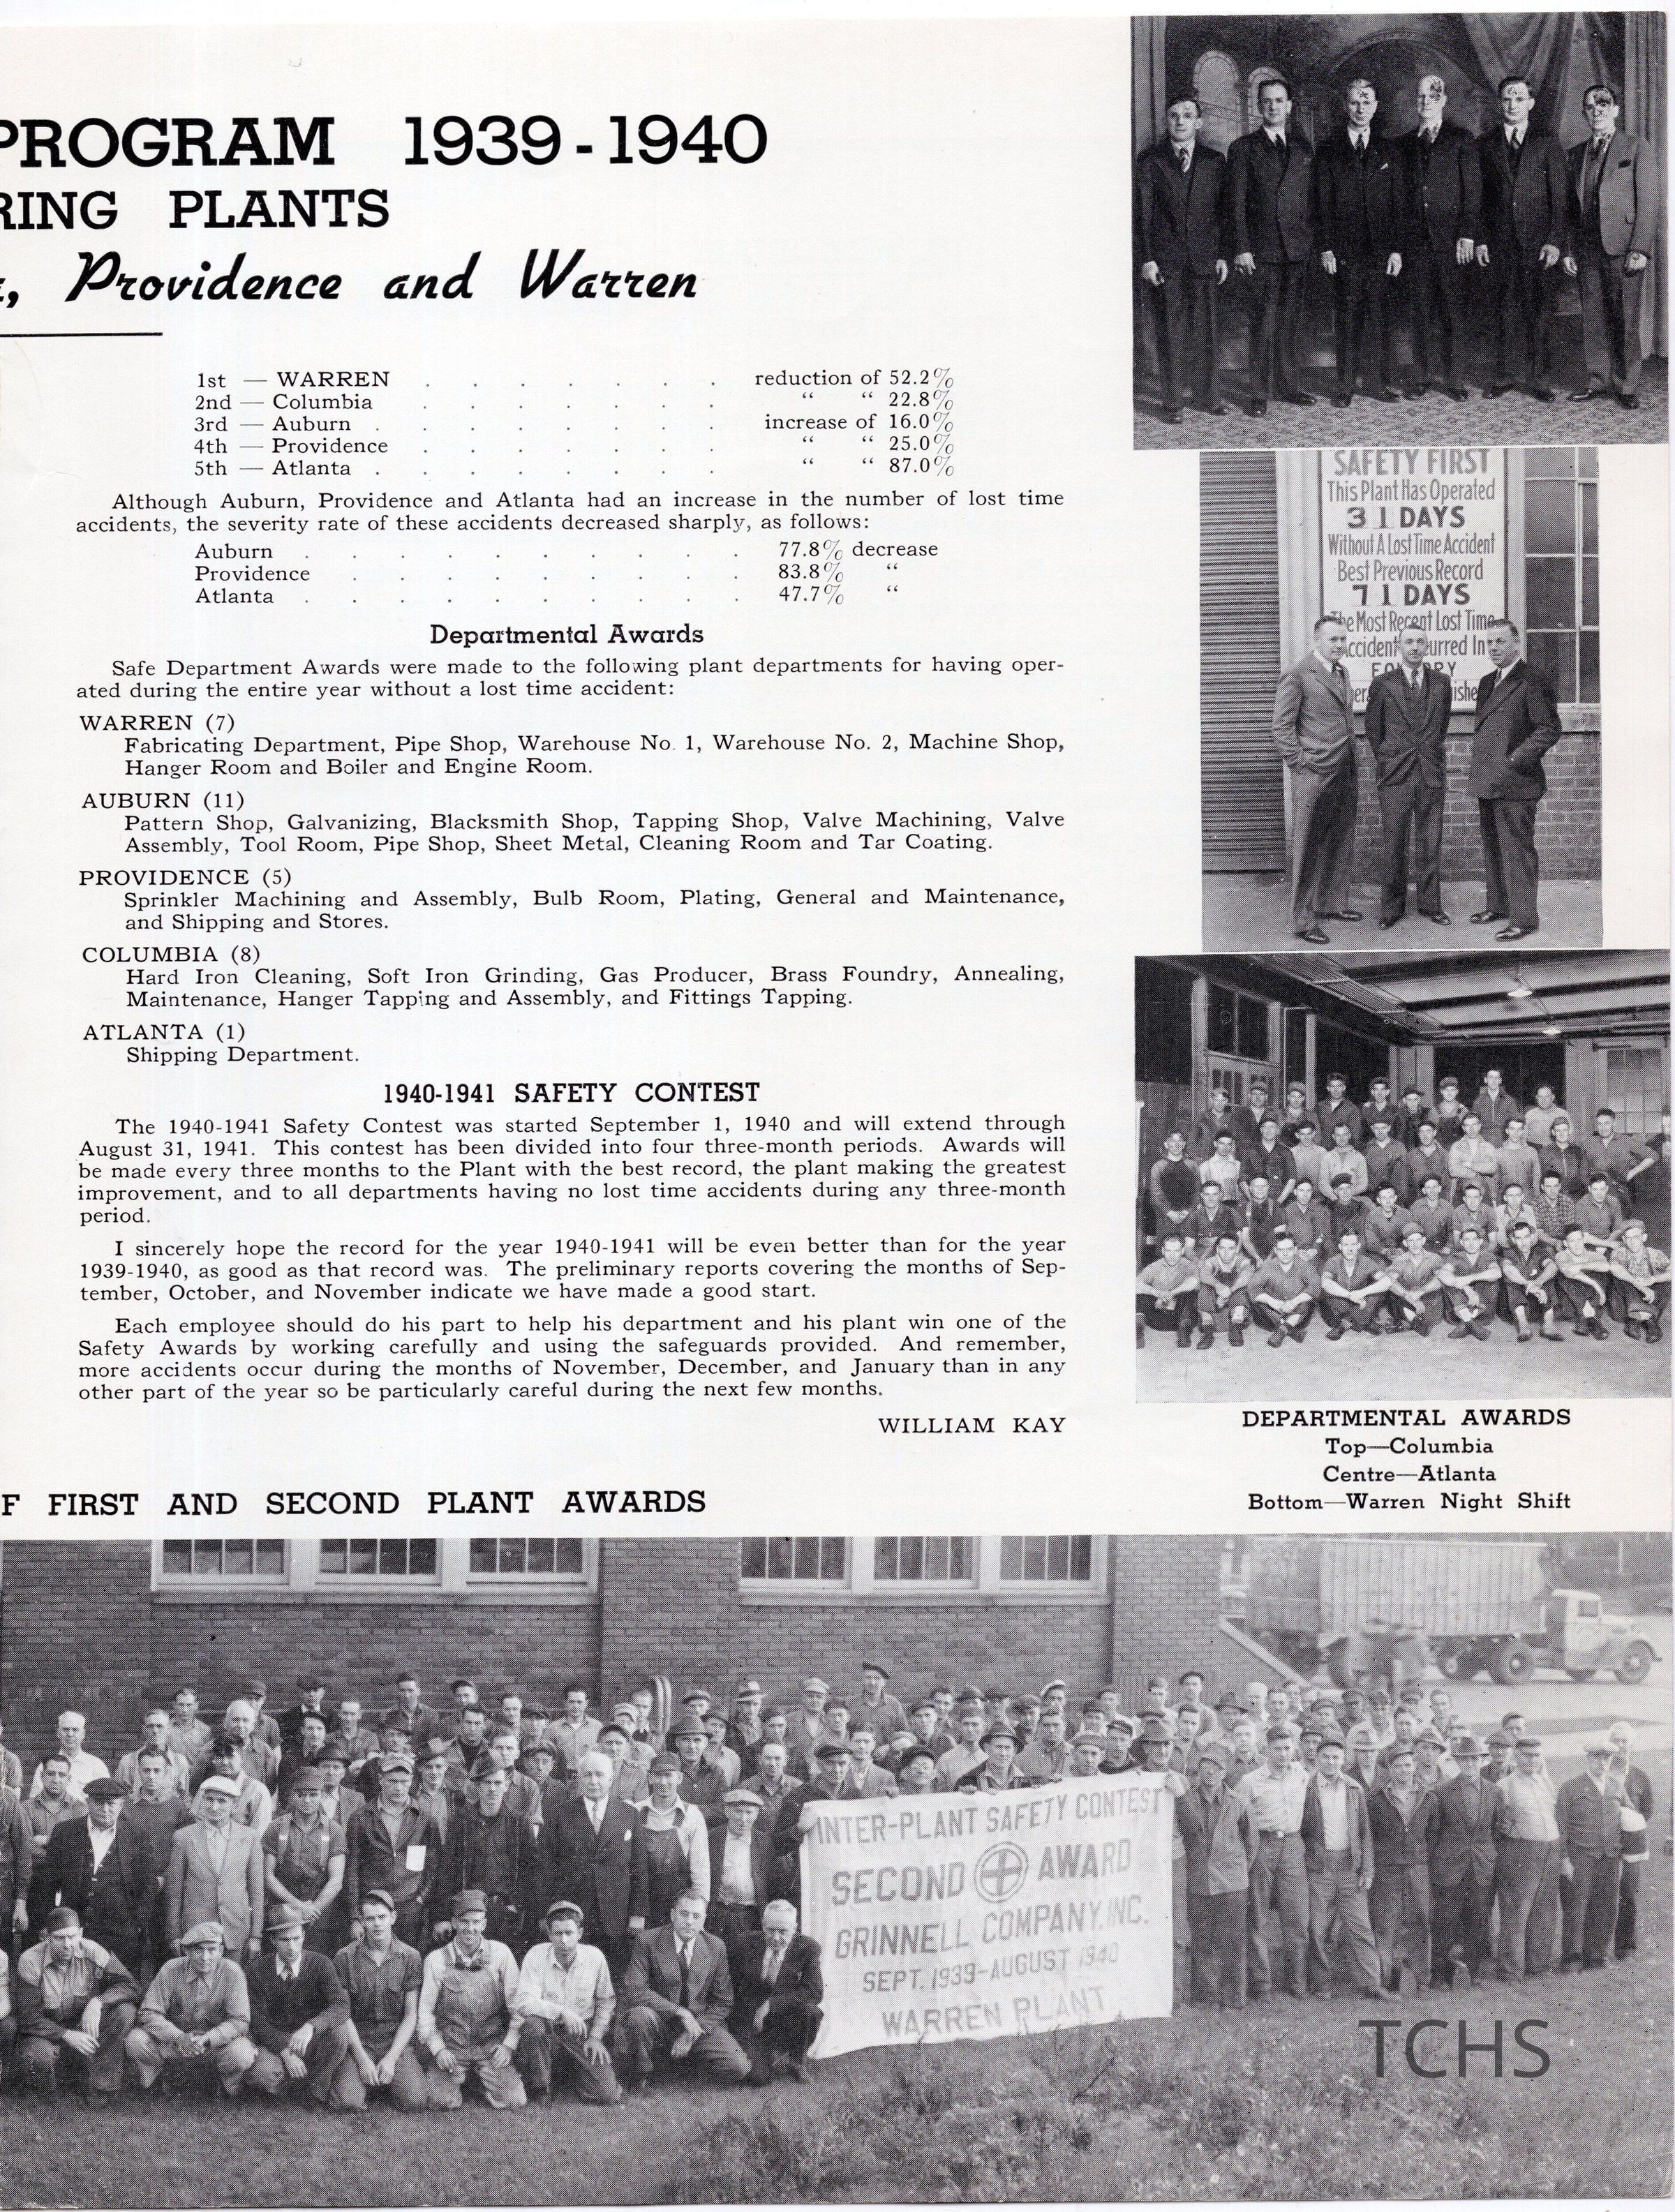 PROGRAM 1939-1940
RING PLANTS
, Providence and Warren
1st — WARREN . . . . . . . reduction of 52.2%
2nd — Columbia . . . . . . “ “ 22.8%
3rd — Auburn . . . . . . . increase of 16.0%
4th — Providence . . . . . “ “ 25.0%
5th — Atlanta . . . . . . . “ “ 87.0%
Although Auburn, Providence and Atlanta had an increase in the number of lost time
accidents, the severity rate of these accidents decreased sharply, as follows:
Auburn . . . . . . . . 77.8% decrease
Providence . . . . . . . 83.8% “
Atlanta . . . . . . . . 47.7% “
Departmental Awards
Safe Department Awards were made to the following plant departments for having oper-
ated during the entire year without a lost time accident:
WARREN (7)
Fabricating Department, Pipe Shop, Warehouse No. 1, Warehouse No. 2, Machine Shop,
Hanger Room and Boiler and Engine Room.
AUBURN (11)
Pattern Shop, Galvanizing, Blacksmith Shop, Tapping Shop, Valve Machining, Valve
Assembly, Tool Room, Pipe Shop, Sheet Metal, Cleaning Room and Tar Coating.
PROVIDENCE (5)
Sprinkler Machining and Assembly, Bulb Room, Plating, General and Maintenance,
and Shipping and Stores.
COLUMBIA (8)
Hard Iron Cleaning, Soft Iron Grinding, Gas Producer, Brass Foundry, Annealing,
Maintenance, Hanger Tapping and Assembly, and Fittings Tapping.
ATLANTA (1)
Shipping Department.
1940-1941 SAFETY CONTEST
The 1940-1941 Safety Contest was started September 1, 1940 and will extend through
August 31, 1941. This contest has been divided into four three-month periods. Awards will
be made every three months to the Plant with the best record, the plant making the greatest
improvement, and to all departments having no lost time accidents during any three-month
period.
I sincerely hope the record for the year 1940-1941 will be even better than for the year
1939-1940, as good as that record was. The preliminary reports covering the months of Sep-
tember, October, and November indicate we have made a good start.
Each employee should do his part to help his department and his plant win one of the
Safety Awards by working carefully and using the safeguards provided. And remember,
more accidents occur during the months of November, December, and January than in any
other part of the year so be particularly careful during the next few months.
WILLIAM KAY
SAFETY FIRST
This Plant Has Operated
31 DAYS
Without A Lost Time Accident
Best Previous Record
71 DAYS
The Most Recent Lost Time
In
DEPARTMENTAL AWARDS
Top—Columbia
Centre—Atlanta
Bottom—Warren Night Shift
F FIRST AND SECOND PLANT AWARDS
INTER-PLANT SAFETY CONTEST
SECOND AWARD
GRINNELL COMPANY, INC.
SEPT. 1939-AUGUST 1940
WARREN PLANT
TCHS